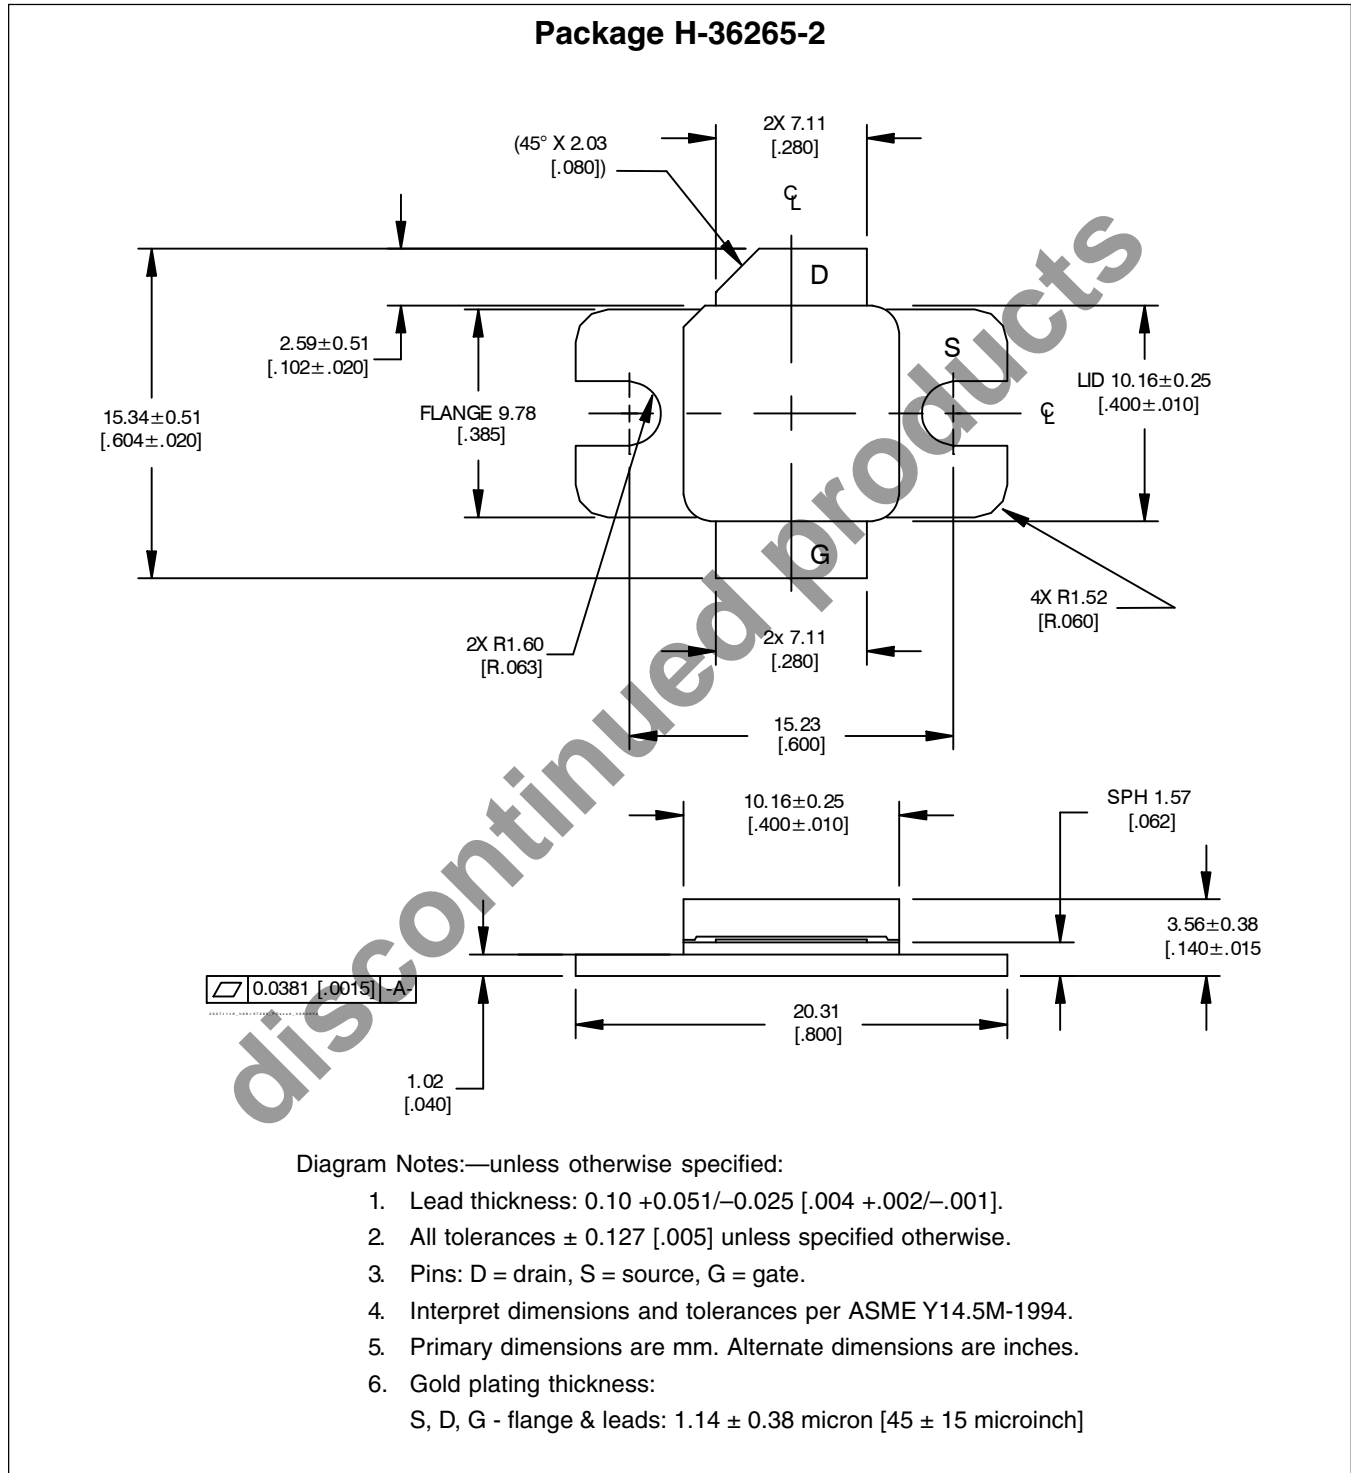 Package H-36265-2
2X 7.11
[.280]
(45° X 2.03
[.080])
C
L
D
2.59±0.51
[.102±.020]
S
LID 10.16±0.25
[.400±.010]
15.34±0.51
[.604±.020]
FLANGE 9.78
[.385]
C
L
G
4X R1.52
[R.060]
2X R1.60
[R.063]
2x 7.11
[.280]
15.23
[.600]
10.16±0.25
[.400±.010]
SPH 1.57
[.062]
3.56±0.38
[.140±.015
0.0381 [.0015] -A-
20.31
[.800]
1.02
[.040]
discontinued products
Diagram Notes:—unless otherwise specified:
1. Lead thickness: 0.10 +0.051/–0.025 [.004 +.002/–.001].
2. All tolerances ± 0.127 [.005] unless specified otherwise.
3. Pins: D = drain, S = source, G = gate.
4. Interpret dimensions and tolerances per ASME Y14.5M-1994.
5. Primary dimensions are mm. Alternate dimensions are inches.
6. Gold plating thickness:
S, D, G - flange & leads: 1.14 ± 0.38 micron [45 ± 15 microinch]